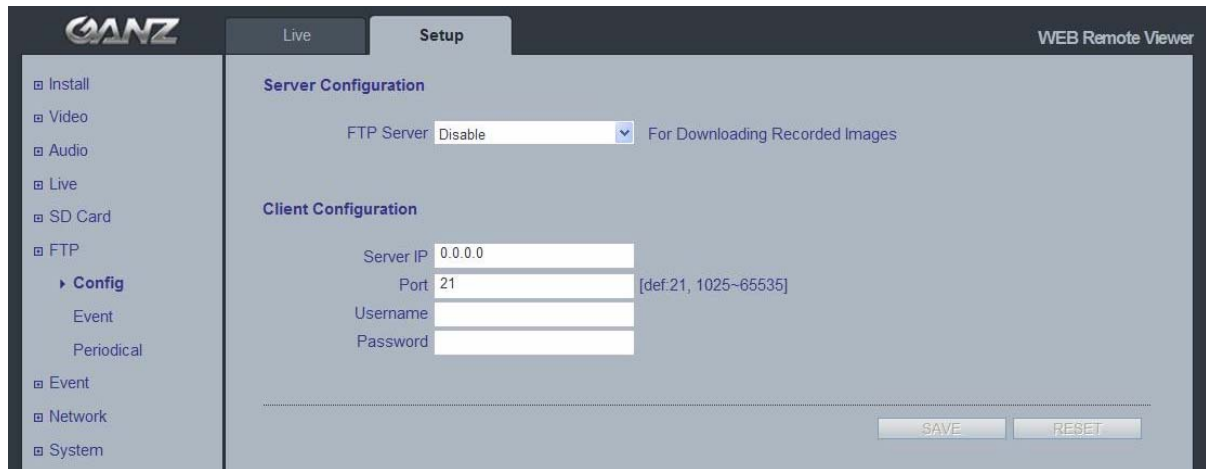 GANZ
Live
Setup
WEB Remote Viewer
Install
Video
Audio
Live
SD Card
FTP
Config
Event
Periodical
Event
Network
System
Server Configuration
FTP Server Disable For Downloading Recorded Images
Client Configuration
Server IP 0.0.0.0
Port 21 [def:21, 1025~65535]
Username
Password
SAVE RESET